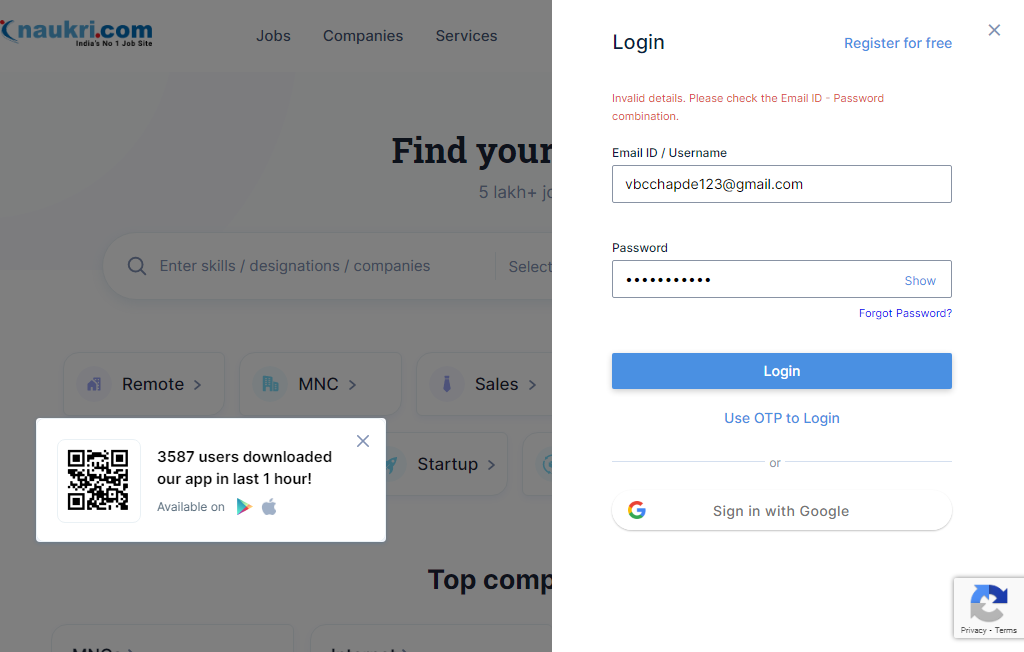 naukri.com
India's No 1 Job Site
Jobs
Companies
Services
Login
Register for free
Invalid details. Please check the Email ID - Password
combination.
Email ID / Username
vbcchapde123@gmail.com
Password
•••••••••••
Show
Forgot Password?
Login
Use OTP to Login
or
Sign in with Google
Find your
5 lakh+
Enter skills / designations / companies
Select
Remote
MNC
Sales
Startup
3587 users downloaded
our app in last 1 hour!
Available on
Top comp
Privacy - Terms